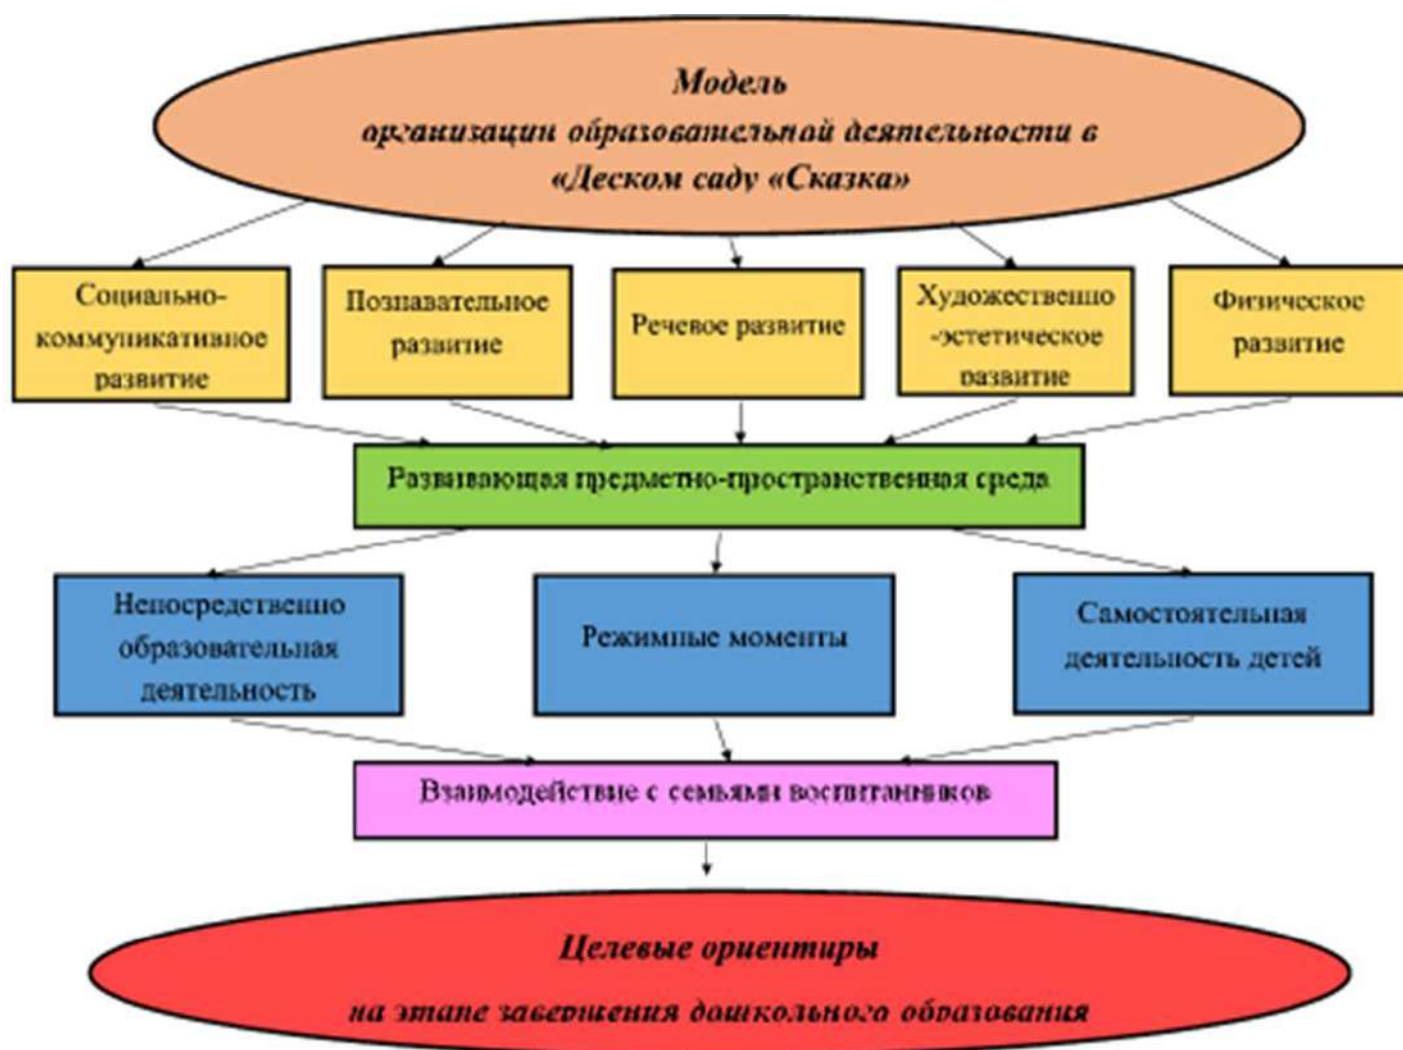 Модель
организации образовательной деятельности в
«Деском саду «Сказка»
Социально-
коммуникативное
развитие
Познавательное
развитие
Речевое развитие
Художественно
-эстетическое
развитие
Физическое
развитие
Развивающая предметно-пространственная среда
Непосредственно
образовательная
деятельность
Режимные моменты
Самостоятельная
деятельность детей
Взаимодействие с семьями воспитанников
Целевые ориентиры
на этапе завершения дошкольного образования